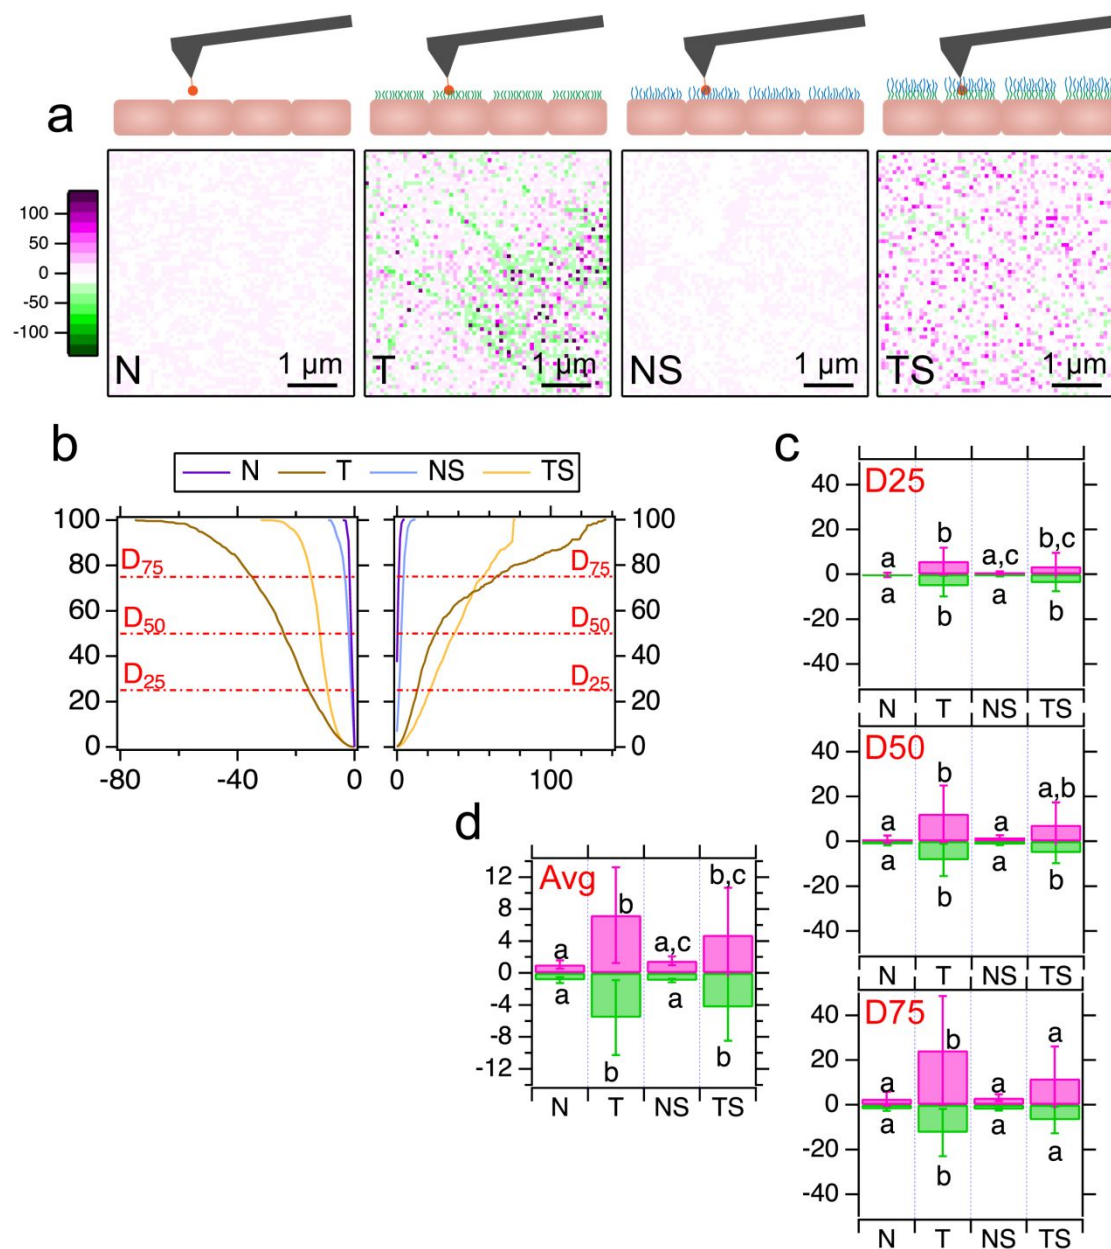 a
100
50
0
-50
-100
N
1 µm
T
1 µm
NS
1 µm
TS
1 µm
b
N T NS TS
100
80
60
40
20
0
D75
D50
D25
-80 -40 0
D75
D50
D25
100
80
60
40
20
0
0 100
c
D25
40
20
0
-20
-40
a b a,c b,c
a b a b
N T NS TS
D50
40
20
0
-20
-40
a b a a,b
a b a b
N T NS TS
D75
40
20
0
-20
-40
a b a a
a b a a
N T NS TS
d
Avg
12
8
4
0
-4
-8
-12
a b a,c b,c
a b a b
N T NS TS